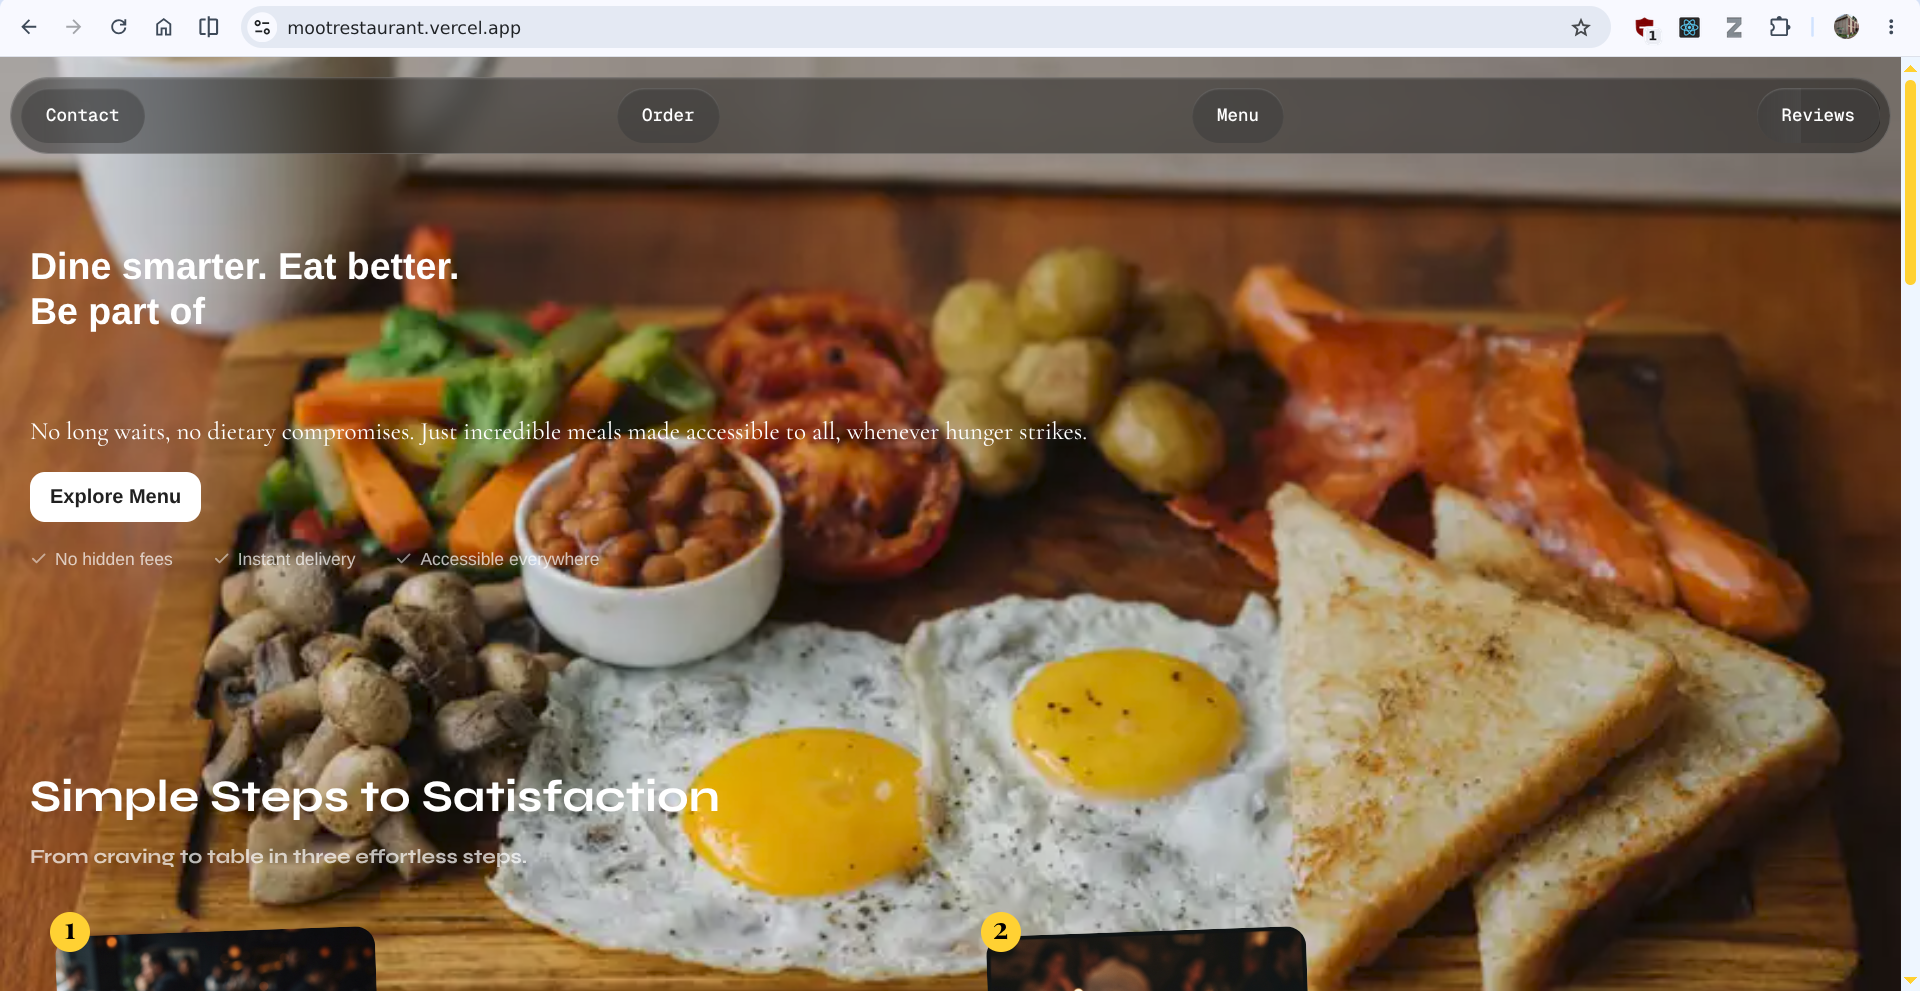 mootrestaurant.vercel.app
1
Contact
Order
Menu
Reviews
Dine smarter. Eat better.
Be part of
No long waits, no dietary compromises. Just incredible meals made accessible to all, whenever hunger strikes.
Explore Menu
No hidden fees
Instant delivery
Accessible everywhere
Simple Steps to Satisfaction
From craving to table in three effortless steps.
1
2